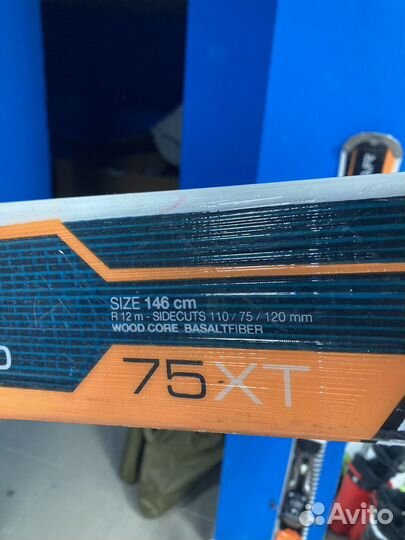 SIZE 146 cm
R 12 m - SIDECUTS 110 / 75 / 120 mm
WOOD CORE BASALTFIBER
75XT
Avito